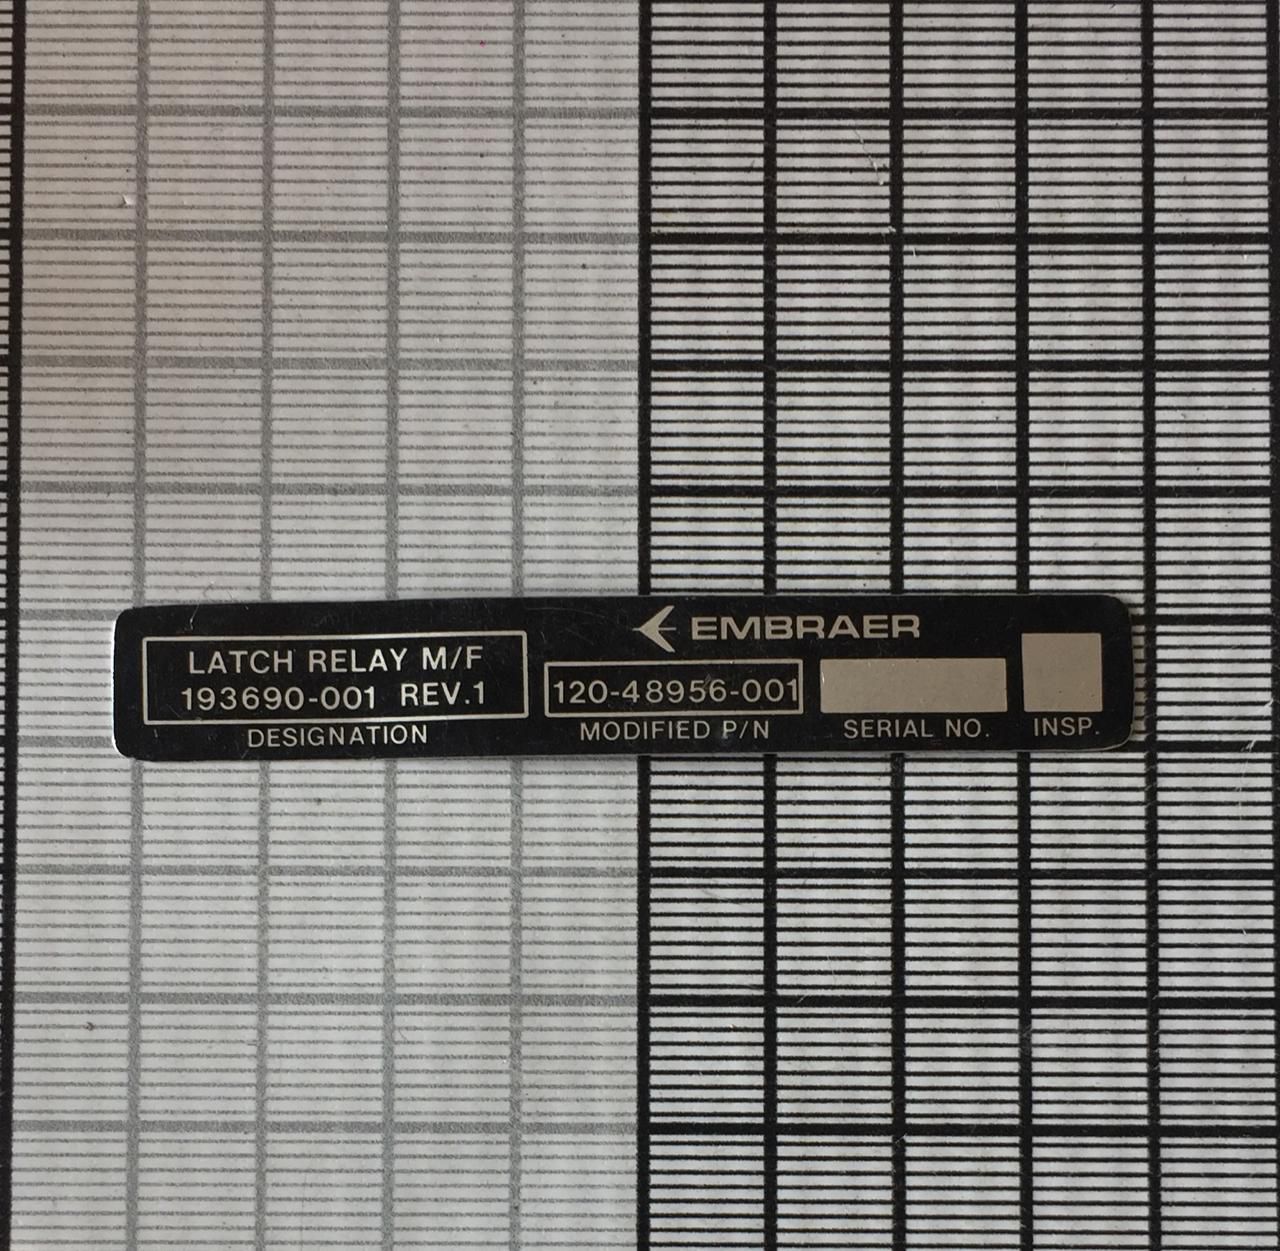 EMBRAER
LATCH RELAY M/F
193690-001 REV.1
DESIGNATION
120-48956-001
MODIFIED P/N
SERIAL NO.
INSP.